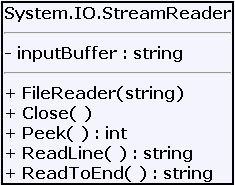 System.IO.StreamReader
- inputBuffer : string
+ FileReader(string)
+ Close( )
+ Peek( ) : int
+ ReadLine( ) : string
+ ReadToEnd( ) : string